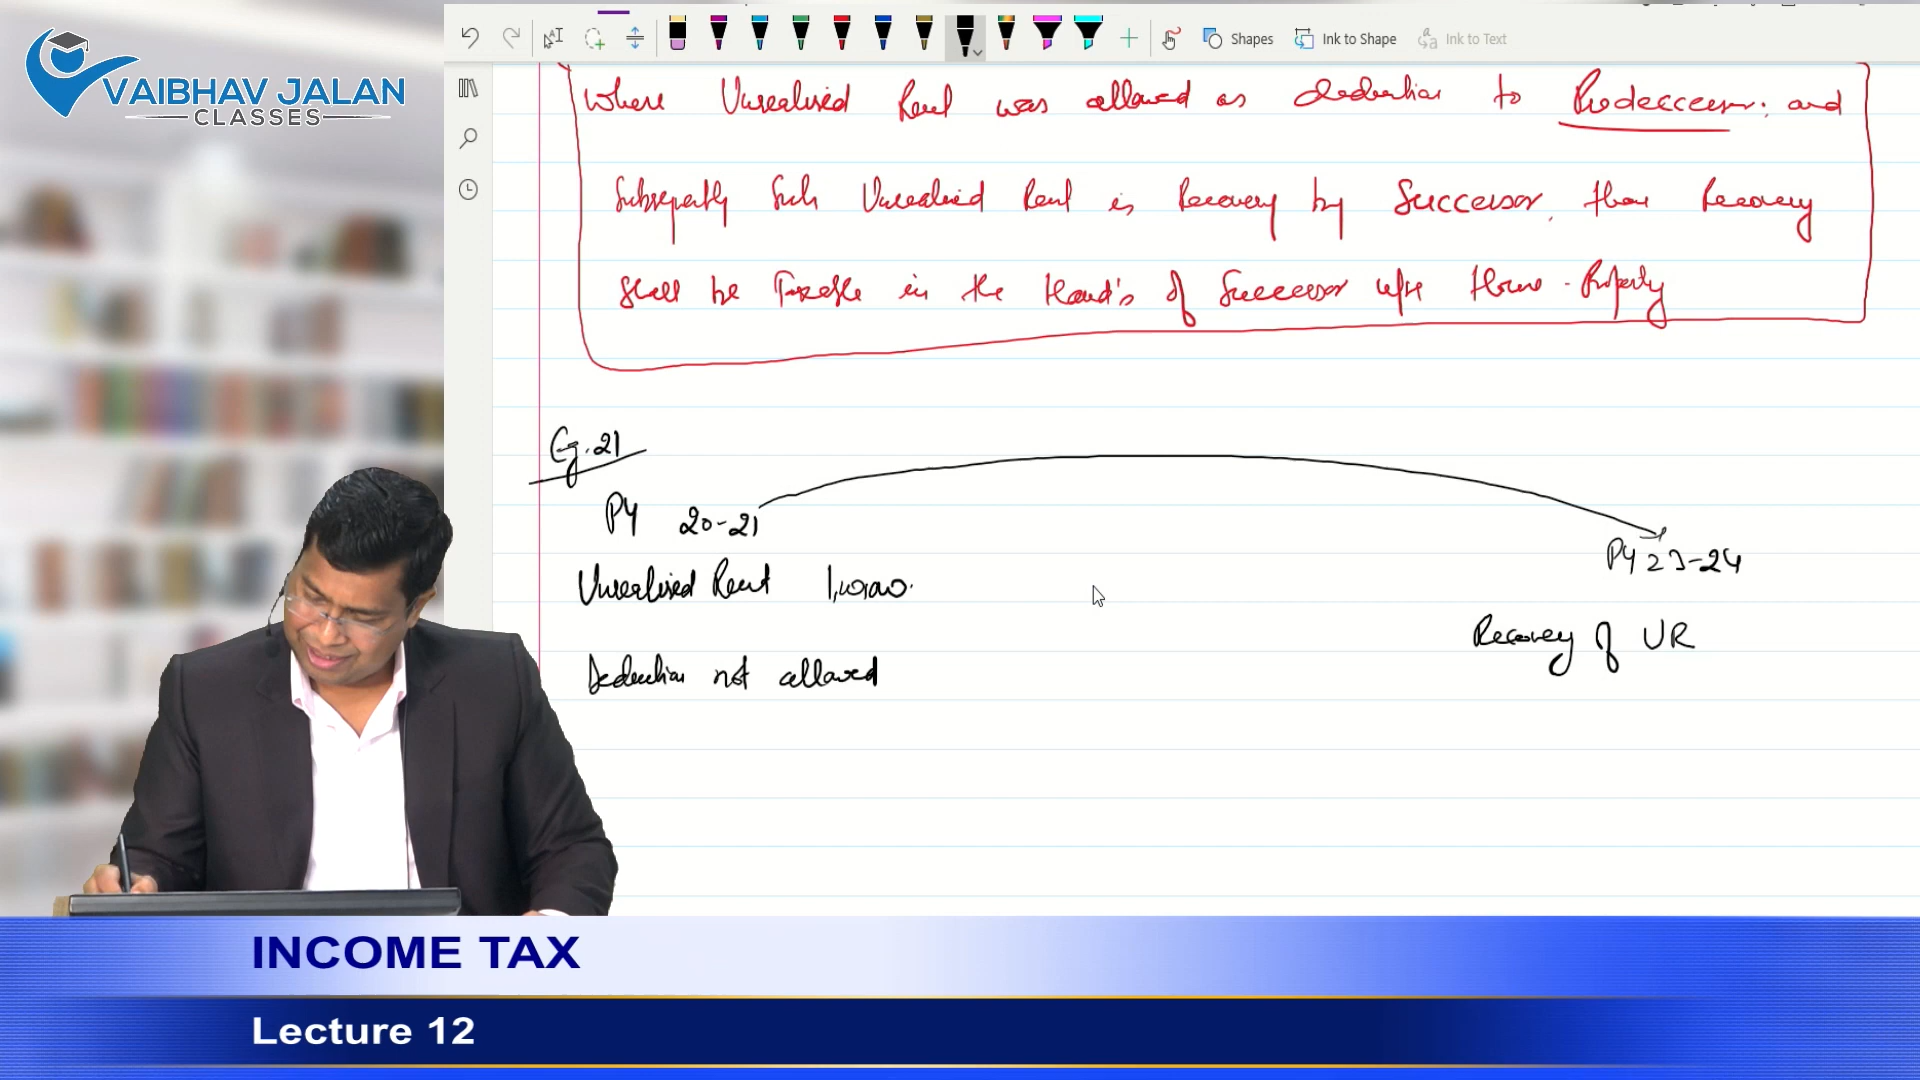 VAIBHAV JALAN
CLASSES
Shapes
Ink to Shape
Ink to Text
Where Unrealised Rent was allowed as deduction to Predecessor, and
Subsequently Such Unrealised Rent is Recovery by Successor, then Recovery
shall be Taxable in the Hand's of Successor u/h House-Property
Eg. 21
PY 20-21
PY 23-24
Unrealised Rent 1,00,000
Recovery of UR
Deduction not allowed
INCOME TAX
Lecture 12